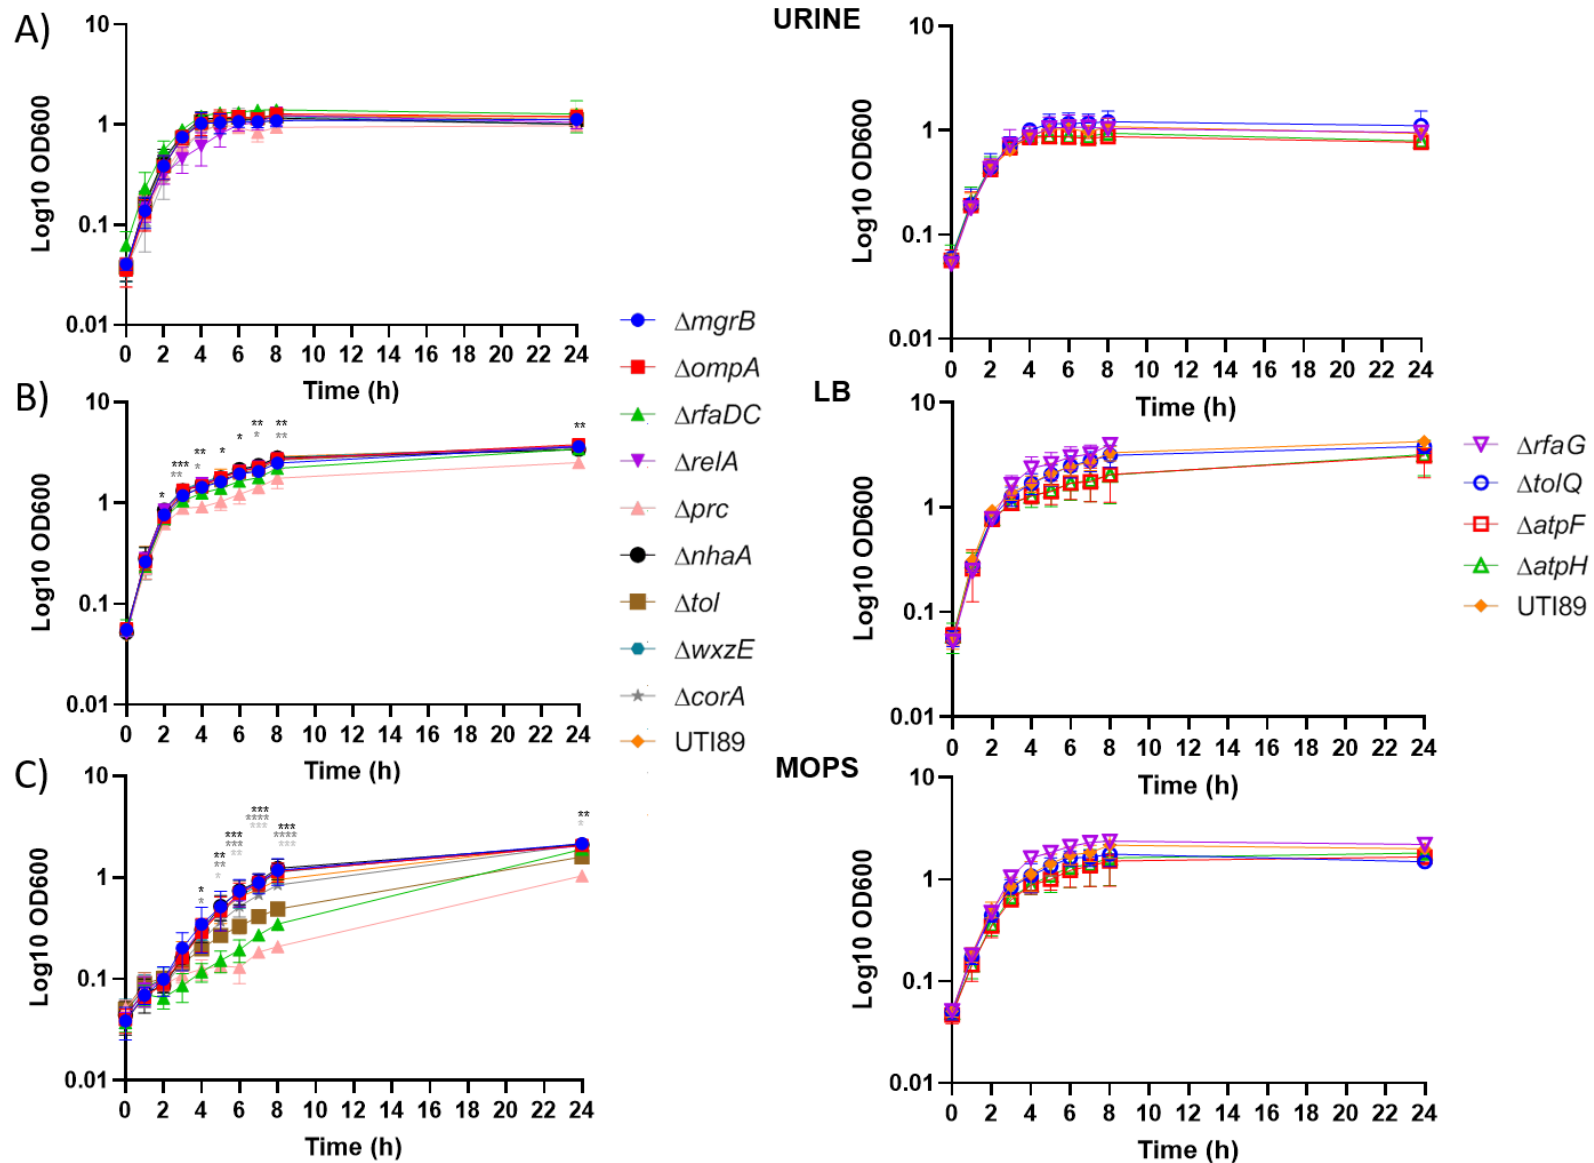 A)
URINE
10
1
0.1
0.01
Log10 OD600
0 2 4 6 8 10 12 14 16 18 20 22 24
Time (h)
10
1
0.1
0.01
Log10 OD600
0 2 4 6 8 10 12 14 16 18 20 22 24
Time (h)
B)
LB
10
1
0.1
0.01
Log10 OD600
* *** ** ** * * * ** * ** ** **
0 2 4 6 8 10 12 14 16 18 20 22 24
Time (h)
ΔmgrB
ΔompA
ΔrfaDC
ΔrelA
Δprc
ΔnhaA
Δtol
ΔwxzE
ΔcorA
UTI89
10
1
0.1
0.01
Log10 OD600
0 2 4 6 8 10 12 14 16 18 20 22 24
Time (h)
ΔrfaG
ΔtolQ
ΔatpF
ΔatpH
UTI89
C)
MOPS
10
1
0.1
0.01
Log10 OD600
* * ** ** * *** *** ** *** **** *** *** **** *** ** *
0 2 4 6 8 10 12 14 16 18 20 22 24
Time (h)
10
1
0.1
0.01
Log10 OD600
0 2 4 6 8 10 12 14 16 18 20 22 24
Time (h)